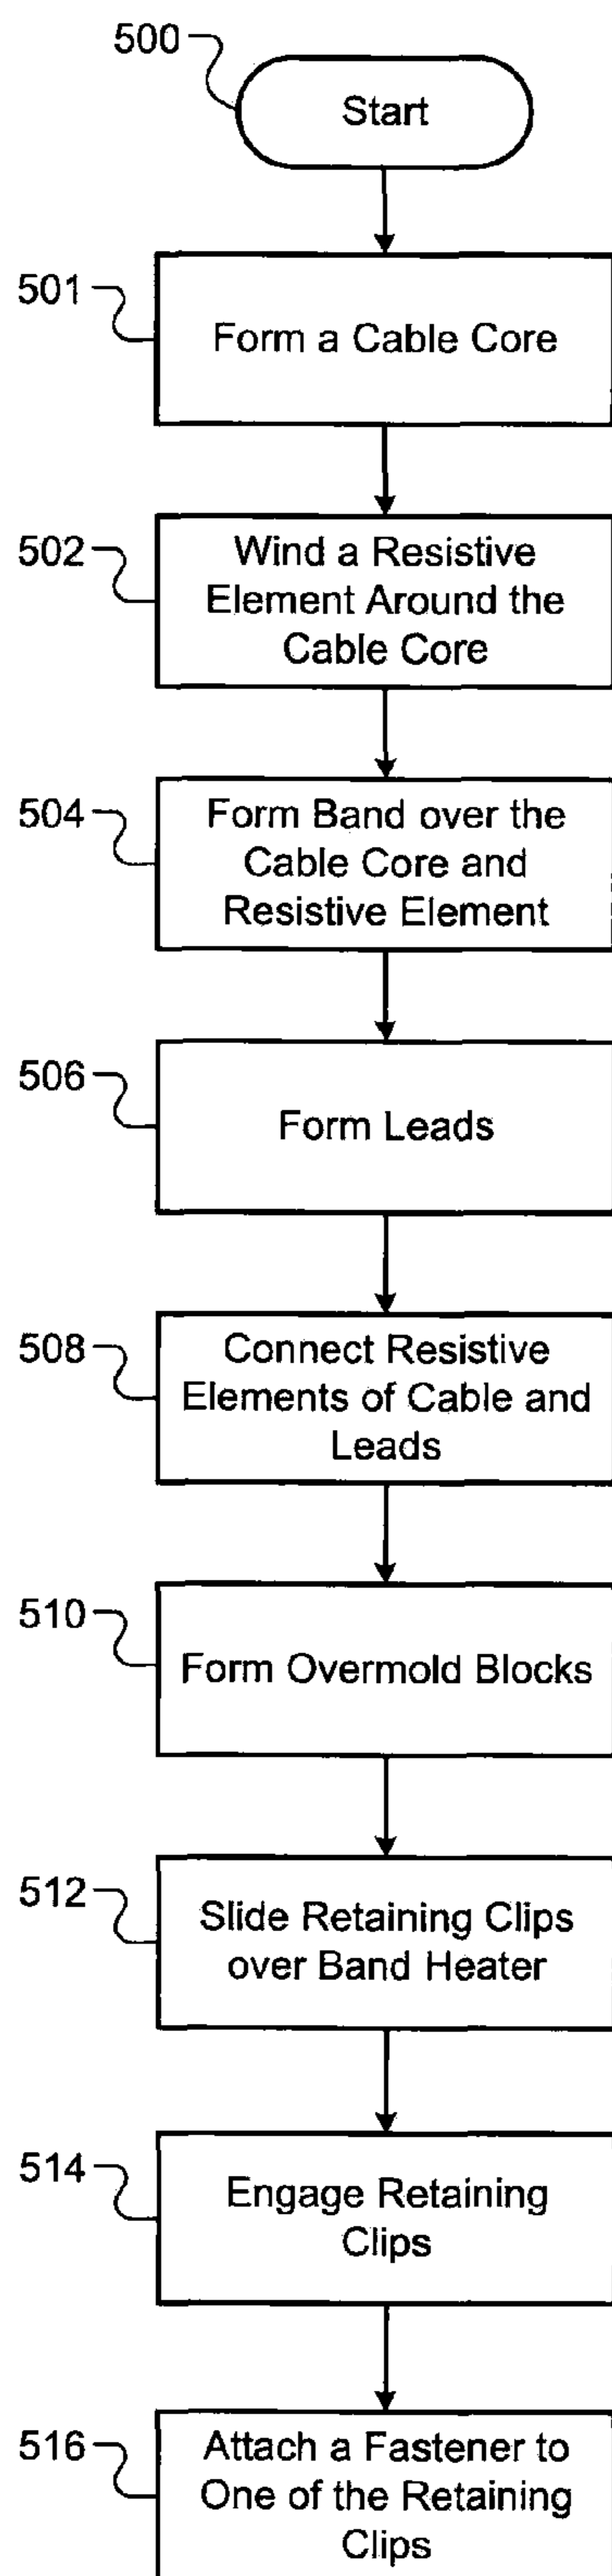 500
Start
501
Form a Cable Core
502
Wind a Resistive
Element Around the
Cable Core
504
Form Band over the
Cable Core and
Resistive Element
506
Form Leads
508
Connect Resistive
Elements of Cable and
Leads
510
Form Overmold Blocks
512
Slide Retaining Clips
over Band Heater
514
Engage Retaining
Clips
516
Attach a Fastener to
One of the Retaining
Clips